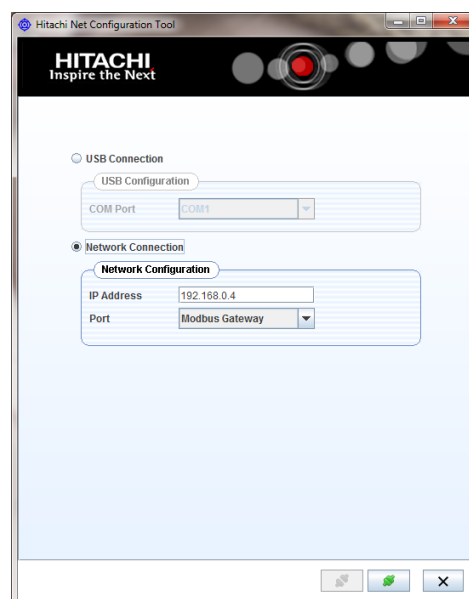 Hitachi Net Configuration Tool
HITACHI
Inspire the Next
USB Connection
USB Configuration
COM Port COM1
Network Connection
Network Configuration
IP Address 192.168.0.4
Port Modbus Gateway